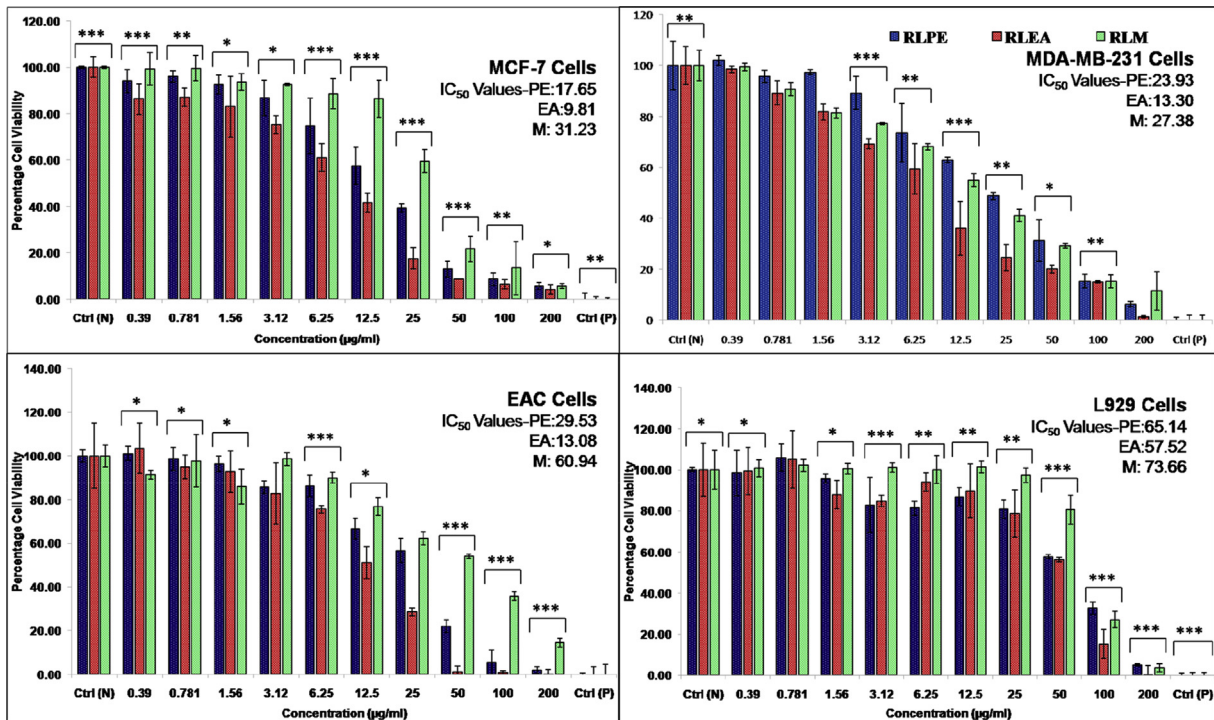 120.00
100.00
80.00
60.00
40.00
20.00
0.00
Percentage Cell Viability
*** *** ** * * *** *** *** *** ** * **
MCF-7 Cells
IC50 Values-PE:17.65
EA:9.81
M: 31.23
Ctrl (N) 0.39 0.781 1.56 3.12 6.25 12.5 25 50 100 200 Ctrl (P)
Concentration (µg/ml)
120
100
80
60
40
20
0
** *** ** *** ** * **
RLPE RLEA RLM
MDA-MB-231 Cells
IC50 Values-PE:23.93
EA:13.30
M: 27.38
Ctrl (N) 0.39 0.781 1.56 3.12 6.25 12.5 25 50 100 200 Ctrl (P)
140.00
120.00
100.00
80.00
60.00
40.00
20.00
0.00
Percentage Cell Viability
* * * *** * *** *** ***
EAC Cells
IC50 Values-PE:29.53
EA:13.08
M: 60.94
Ctrl (N) 0.39 0.781 1.56 3.12 6.25 12.5 25 50 100 200 Ctrl (P)
Concentration (µg/ml)
140.00
120.00
100.00
80.00
60.00
40.00
20.00
0.00
Percentage Cell Viability
* * * *** ** ** ** *** *** *** ***
L929 Cells
IC50 Values-PE:65.14
EA:57.52
M: 73.66
Ctrl (N) 0.39 0.781 1.56 3.12 6.25 12.5 25 50 100 200 Ctrl (P)
Concentration (µg/ml)